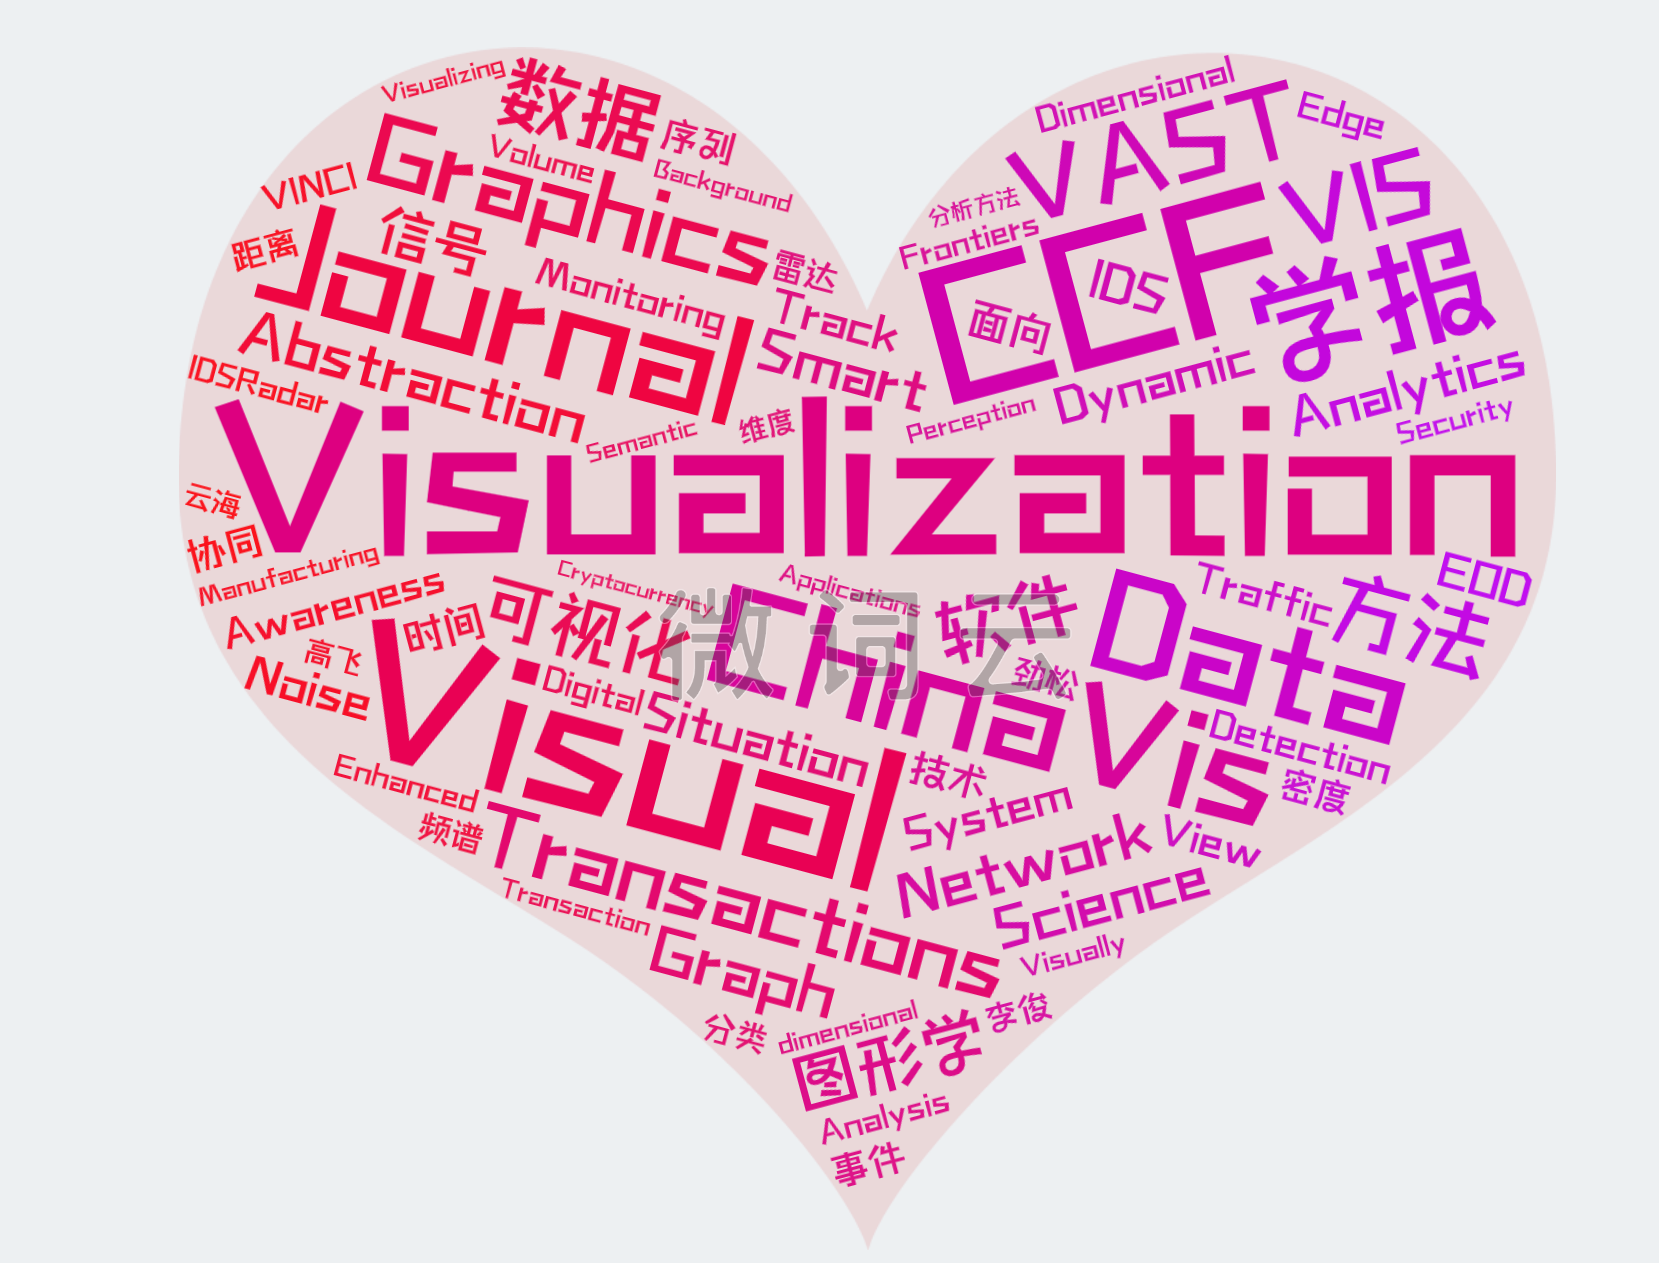 Visualizing
数据
序列
Graphics
Volume
Background
VINCI
信号
距离
Journal
Monitoring
雷达
Track
Smart
Abstraction
IDSRadar
Semantic
维度
Dimensional
VAST
Edge
VIS
分析方法
Frontiers
CCF
IDS
面向
学报
Dynamic
Analytics
Perception
Security
Visualization
云海
协同
Manufacturing
Awareness
时间
高飞
Noise
Cryptocurrency
Applications
可视化
China
软件
劲松
微词云
Data
Traffic
方法
EOD
Visual
Digital
Situation
Vis
Detection
密度
技术
System
View
Enhanced
频谱
Transactions
Transaction
Network
Science
Visually
Graph
分类
dimensional
李俊
图形学
Analysis
事件